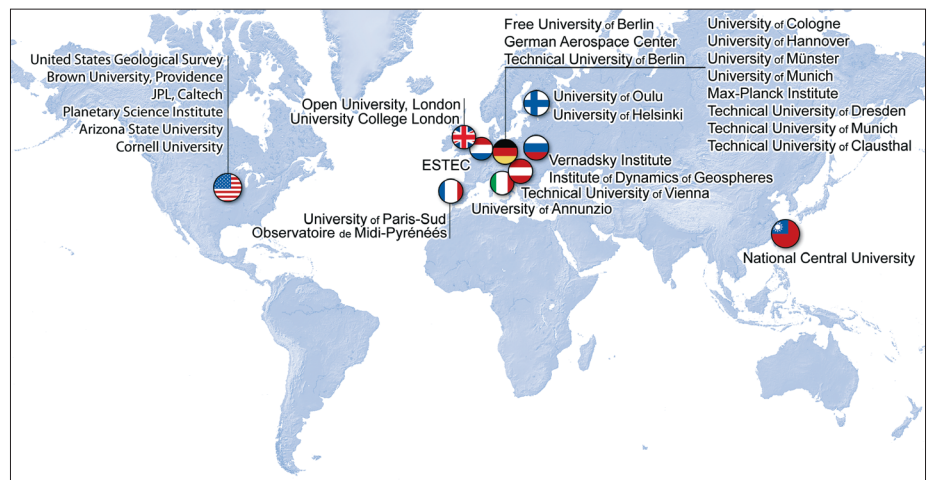 United States Geological Survey
Brown University, Providence
JPL, Caltech
Planetary Science Institute
Arizona State University
Cornell University
Open University, London
University College London
ESTEC
University of Paris-Sud
Observatoire de Midi-Pyrénéés
Free University of Berlin
German Aerospace Center
Technical University of Berlin
University of Cologne
University of Hannover
University of Münster
University of Munich
Max-Planck Institute
Technical University of Dresden
Technical University of Munich
Technical University of Clausthal
University of Oulu
University of Helsinki
Vernadsky Institute
Institute of Dynamics of Geospheres
Technical University of Vienna
University of Annunzio
National Central University